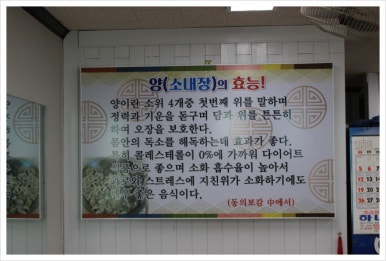 양(소내장)의 효능!
양이란 소위 4개중 첫번째 위를 말하며
정력과 기운을 돋구며 담과 위를 튼튼히
하여 오장을 보호한다.
몸안의 독소를 해독하는데 효과가 좋다.
특히 콜레스테롤이 0%에 가까워 다이어트
좋으며 소화 흡수율이 높아서
스트레스에 지친위가 소화하기에도
좋은 음식이다.
(동의보감 中에서)